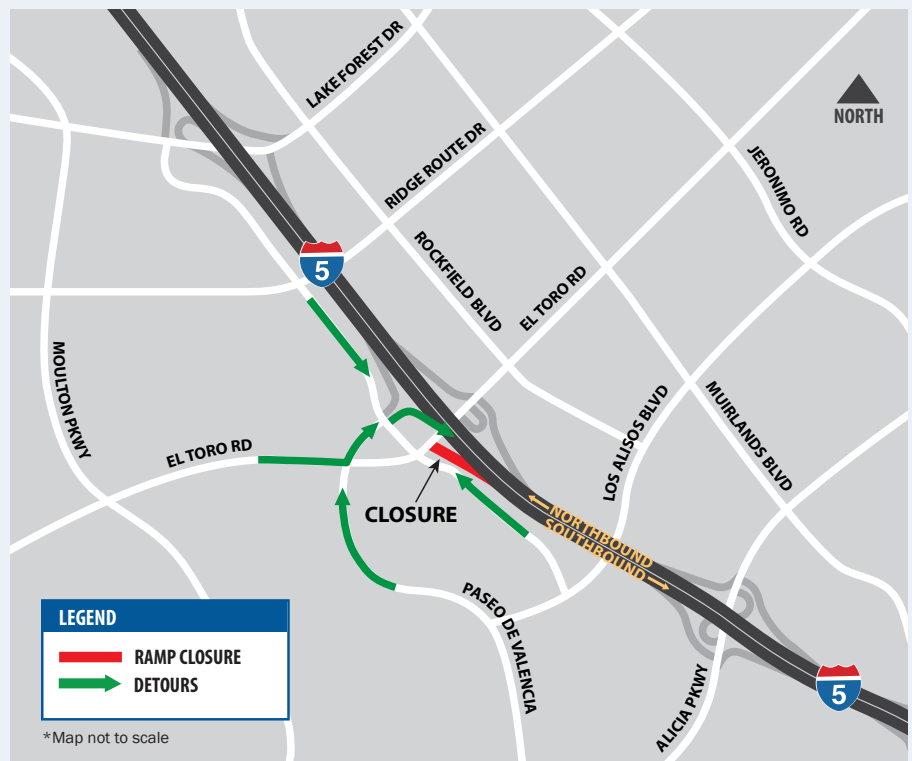 LAKE FOREST DR
NORTH
RIDGE ROUTE DR
JERONIMO RD
5
ROCKFIELD BLVD
EL TORO RD
MOULTON PKWY
MUIRLANDS BLVD
LOS ALISOS BLVD
EL TORO RD
CLOSURE
NORTHBOUND
SOUTHBOUND
PASEO DE VALENCIA
ALICIA PKWY
5
LEGEND
RAMP CLOSURE
DETOURS
*Map not to scale